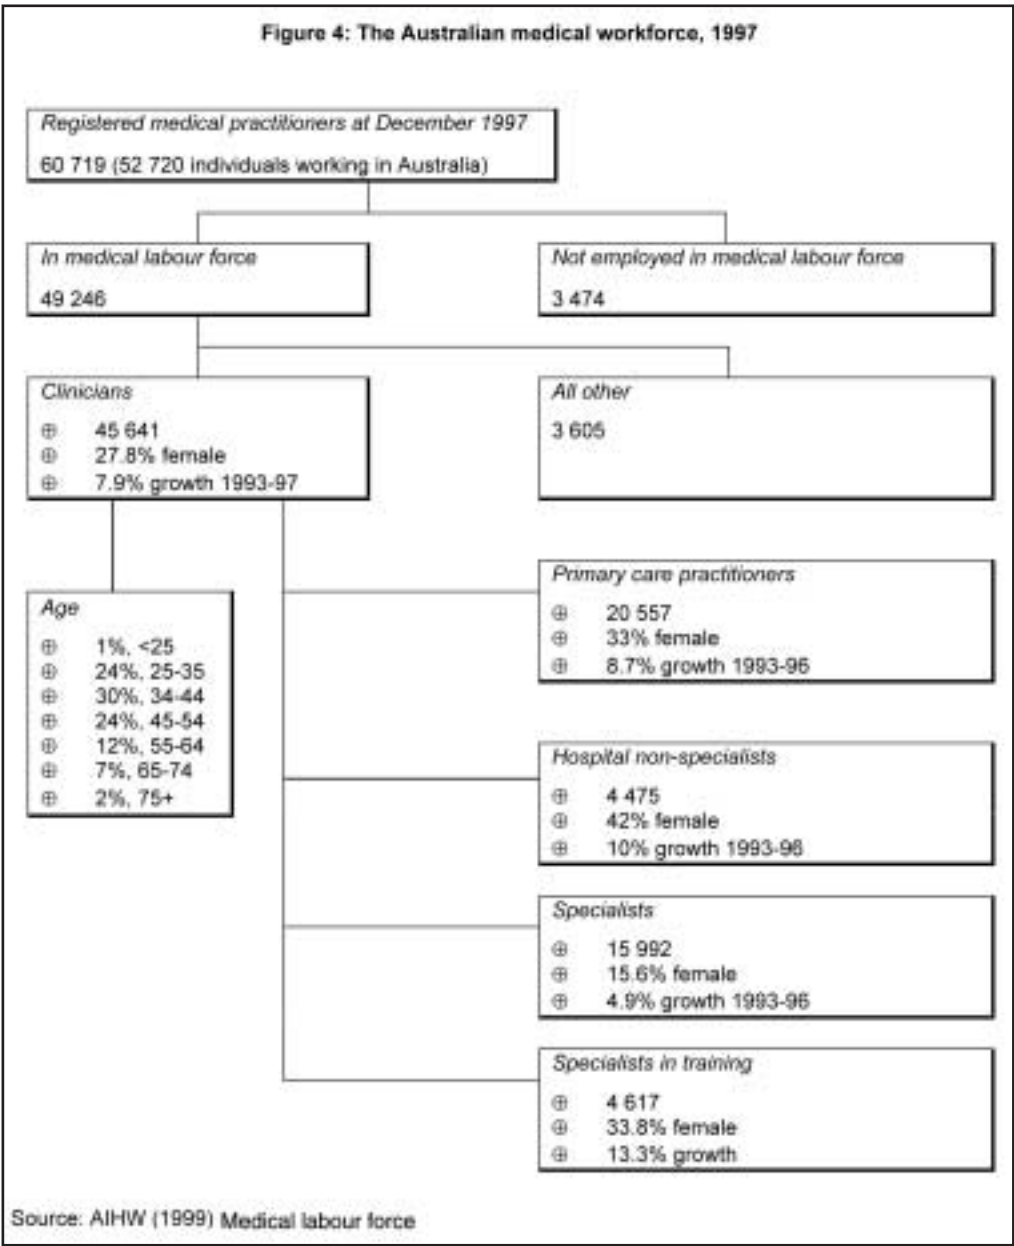 Figure 4: The Australian medical workforce, 1997
Registered medical practitioners at December 1997
60 719 (52 720 individuals working in Australia)
In medical labour force
49 246
Not employed in medical labour force
3 474
Clinicians
⊕ 45 641
⊕ 27.8% female
⊕ 7.9% growth 1993-97
All other
3 605
Age
⊕ 1%, <25
⊕ 24%, 25-35
⊕ 30%, 34-44
⊕ 24%, 45-54
⊕ 12%, 55-64
⊕ 7%, 65-74
⊕ 2%, 75+
Primary care practitioners
⊕ 20 557
⊕ 33% female
⊕ 8.7% growth 1993-96
Hospital non-specialists
⊕ 4 475
⊕ 42% female
⊕ 10% growth 1993-96
Specialists
⊕ 15 992
⊕ 15.6% female
⊕ 4.9% growth 1993-96
Specialists in training
⊕ 4 617
⊕ 33.8% female
⊕ 13.3% growth
Source: AIHW (1999) Medical labour force